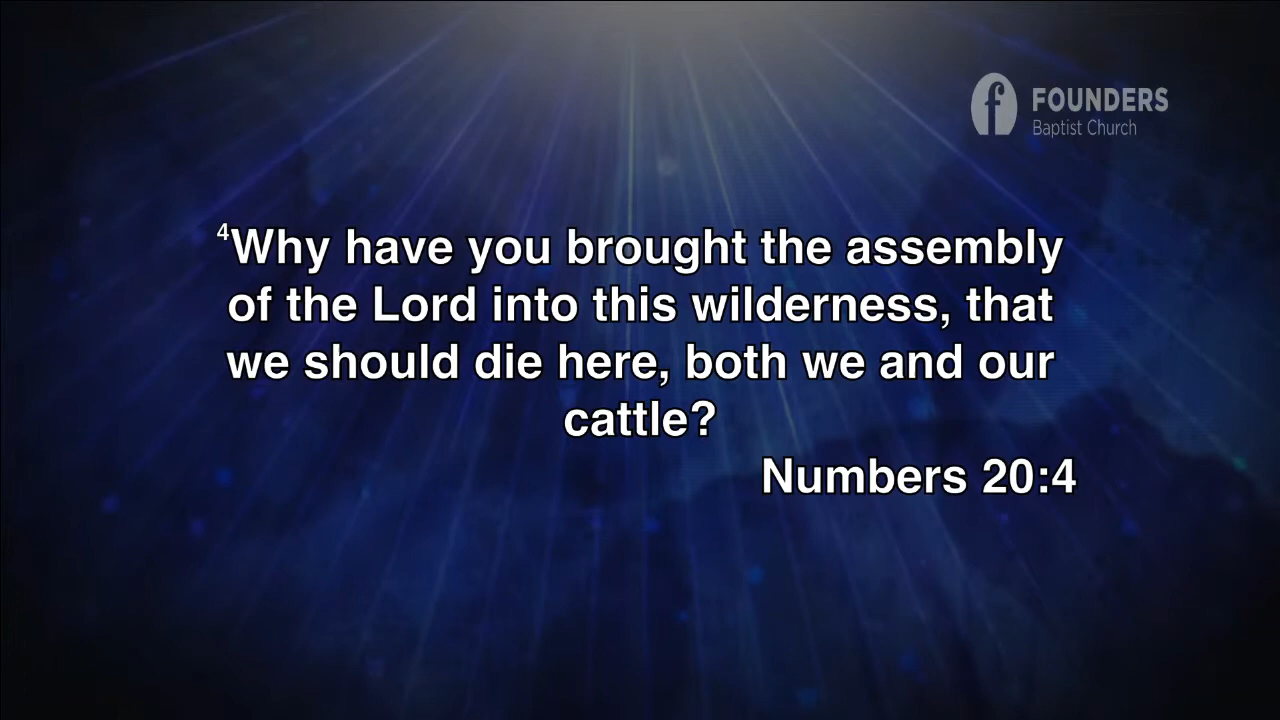 FOUNDERS
Baptist Church
4Why have you brought the assembly
of the Lord into this wilderness, that
we should die here, both we and our
cattle?
Numbers 20:4